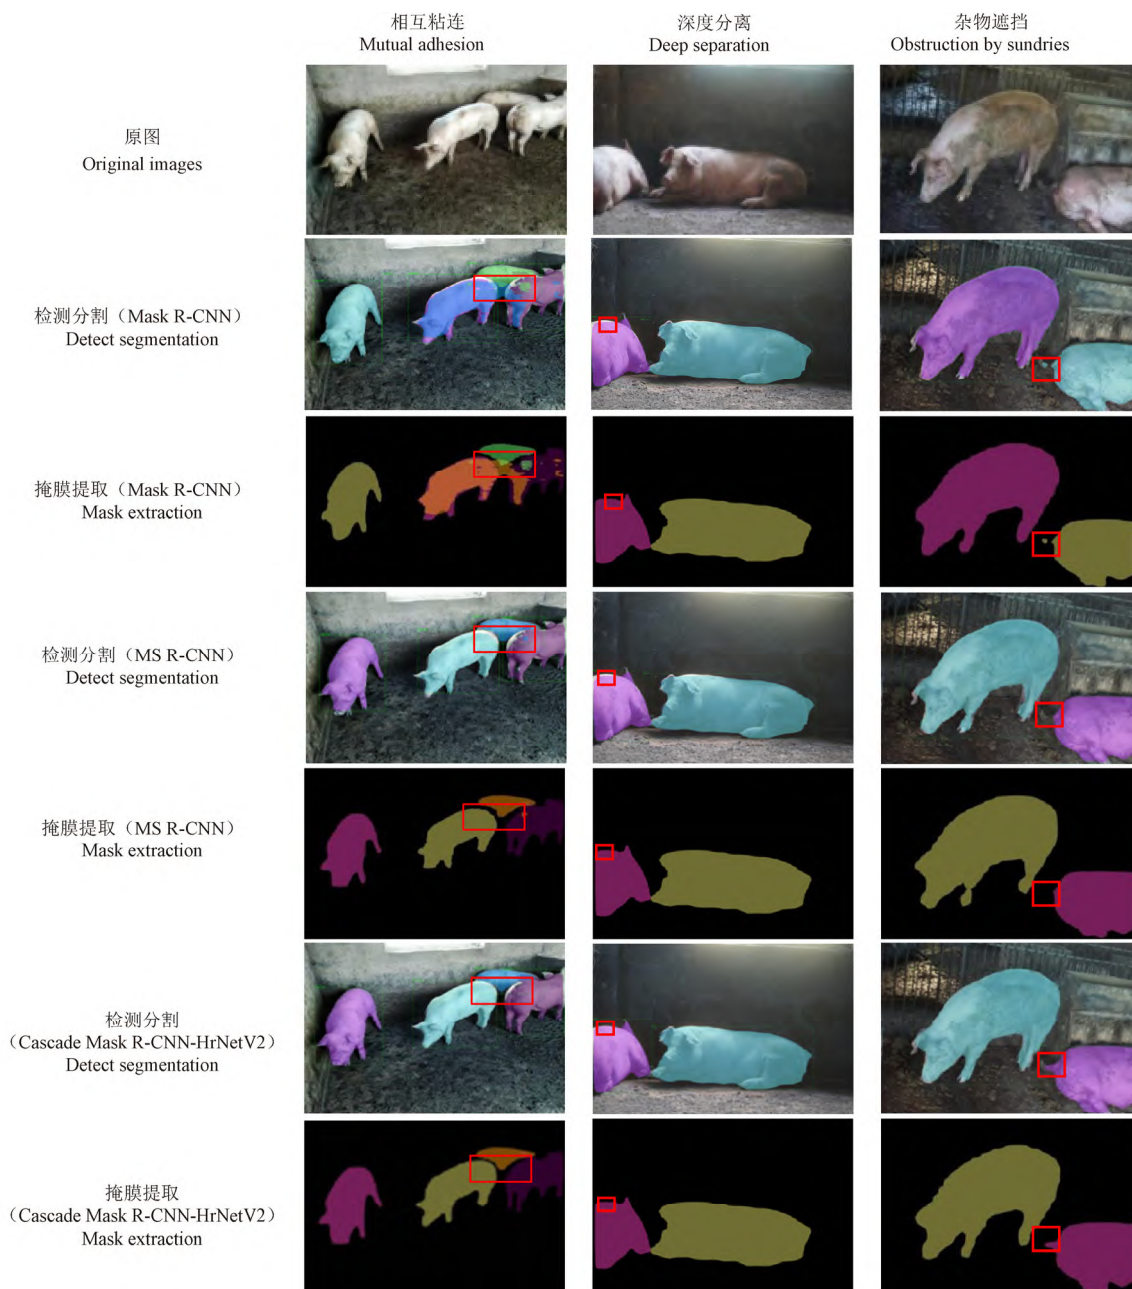 相互粘连
Mutual adhesion
深度分离
Deep separation
杂物遮挡
Obstruction by sundries
原图
Original images
检测分割（Mask R-CNN）
Detect segmentation
掩膜提取（Mask R-CNN）
Mask extraction
检测分割（MS R-CNN）
Detect segmentation
掩膜提取（MS R-CNN）
Mask extraction
检测分割
（Cascade Mask R-CNN-HrNetV2）
Detect segmentation
掩膜提取
（Cascade Mask R-CNN-HrNetV2）
Mask extraction